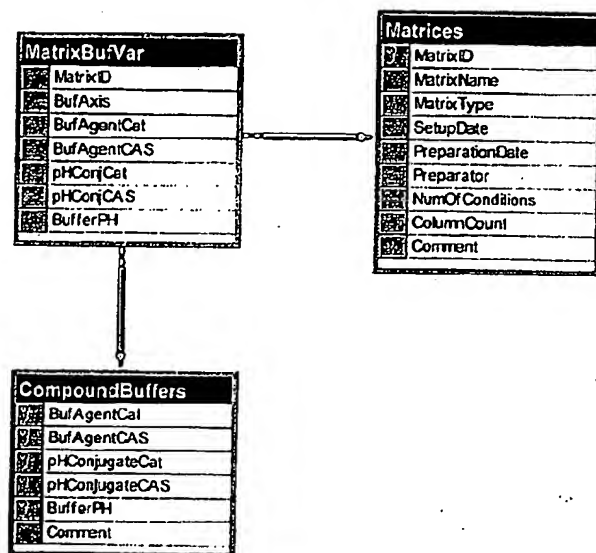 MatrixBufVar
MatrixID
BufAxis
BufAgentCat
BufAgentCAS
pHConjCat
pHConjCAS
BufferPH
Matrices
MatrixID
MatrixName
MatrixType
SetupDate
PreparationDate
Preparator
NumOfConditions
ColumnCount
Comment
CompoundBuffers
BufAgentCat
BufAgentCAS
pHConjugateCat
pHConjugateCAS
BufferPH
Comment